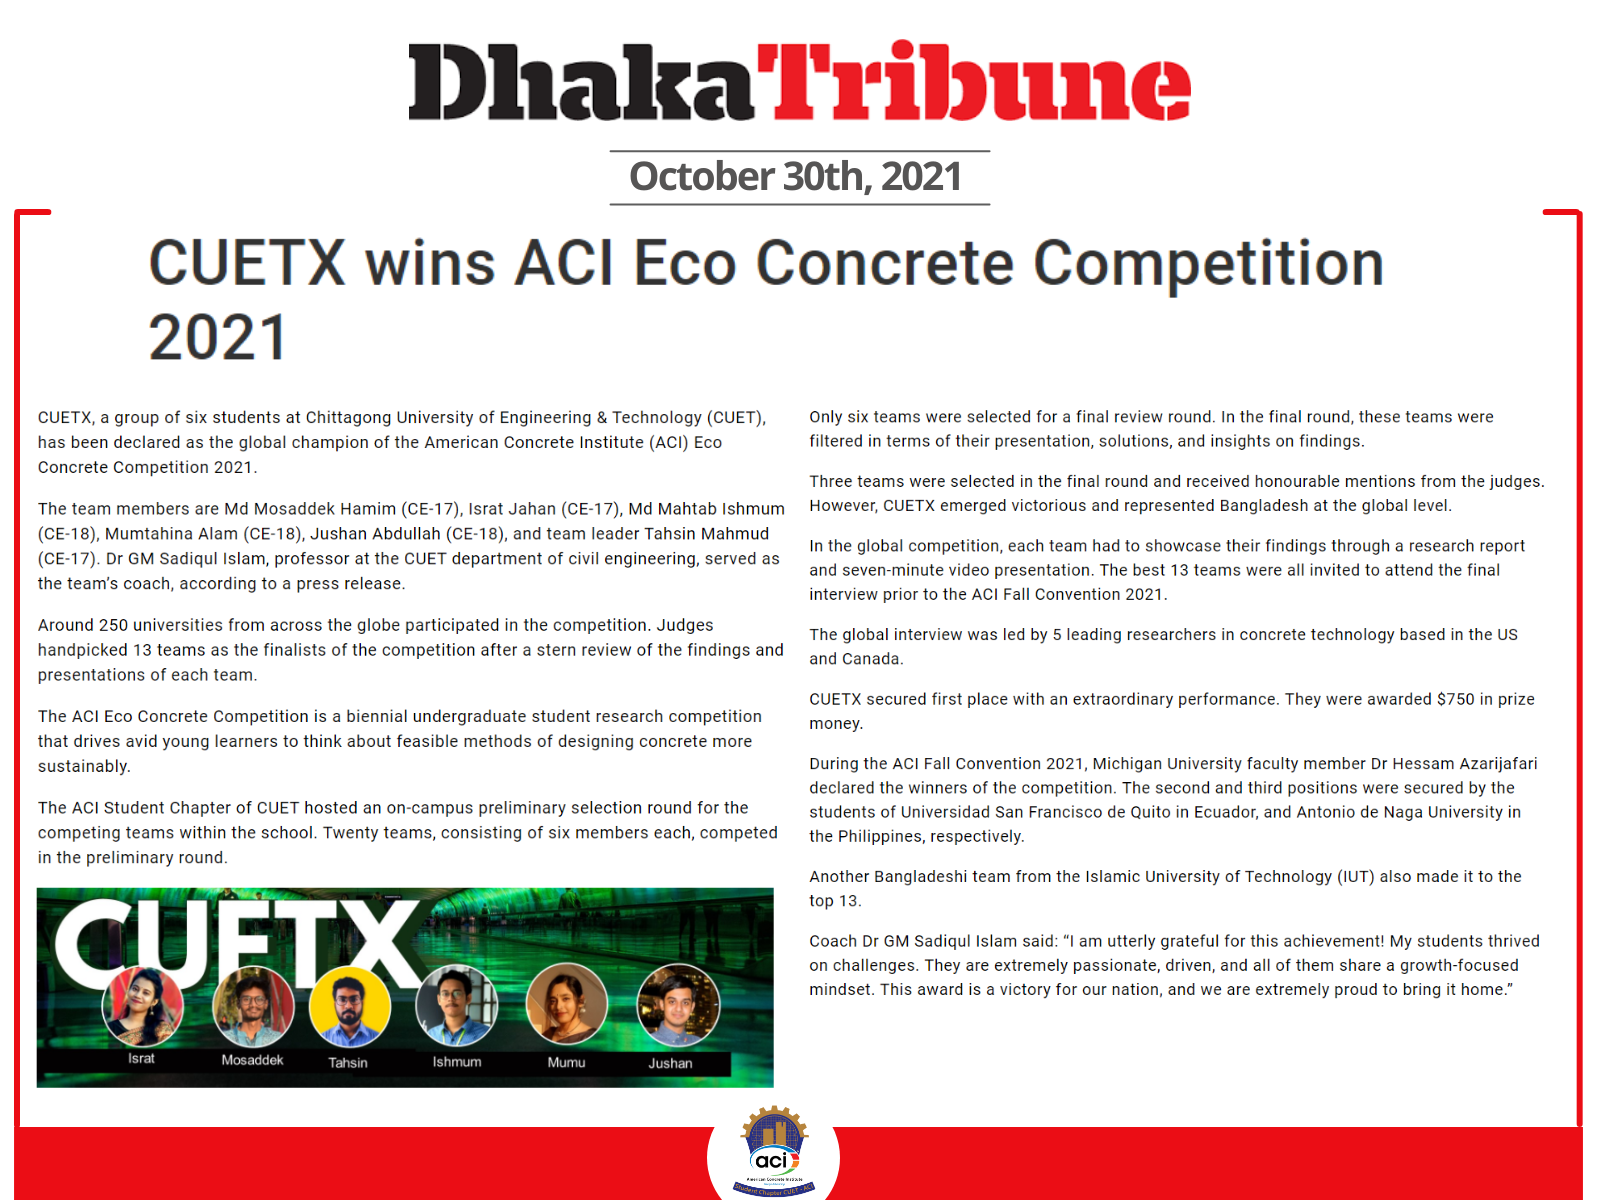 DhakaTribune
October 30th, 2021
CUETX wins ACI Eco Concrete Competition
2021
CUETX, a group of six students at Chittagong University of Engineering & Technology (CUET),
has been declared as the global champion of the American Concrete Institute (ACI) Eco
Concrete Competition 2021.
The team members are Md Mosaddek Hamim (CE-17), Israt Jahan (CE-17), Md Mahtab Ishmum
(CE-18), Mumtahina Alam (CE-18), Jushan Abdullah (CE-18), and team leader Tahsin Mahmud
(CE-17). Dr GM Sadiqul Islam, professor at the CUET department of civil engineering, served as
the team's coach, according to a press release.
Around 250 universities from across the globe participated in the competition. Judges
handpicked 13 teams as the finalists of the competition after a stern review of the findings and
presentations of each team.
The ACI Eco Concrete Competition is a biennial undergraduate student research competition
that drives avid young learners to think about feasible methods of designing concrete more
sustainably.
The ACI Student Chapter of CUET hosted an on-campus preliminary selection round for the
competing teams within the school. Twenty teams, consisting of six members each, competed
in the preliminary round.
CUETX
Israt
Mosaddek
Tahsin
Ishmum
Mumu
Jushan
Only six teams were selected for a final review round. In the final round, these teams were
filtered in terms of their presentation, solutions, and insights on findings.
Three teams were selected in the final round and received honourable mentions from the judges.
However, CUETX emerged victorious and represented Bangladesh at the global level.
In the global competition, each team had to showcase their findings through a research report
and seven-minute video presentation. The best 13 teams were all invited to attend the final
interview prior to the ACI Fall Convention 2021.
The global interview was led by 5 leading researchers in concrete technology based in the US
and Canada.
CUETX secured first place with an extraordinary performance. They were awarded $750 in prize
money.
During the ACI Fall Convention 2021, Michigan University faculty member Dr Hessam Azarijafari
declared the winners of the competition. The second and third positions were secured by the
students of Universidad San Francisco de Quito in Ecuador, and Antonio de Naga University in
the Philippines, respectively.
Another Bangladeshi team from the Islamic University of Technology (IUT) also made it to the
top 13.
Coach Dr GM Sadiqul Islam said: “I am utterly grateful for this achievement! My students thrived
on challenges. They are extremely passionate, driven, and all of them share a growth-focused
mindset. This award is a victory for our nation, and we are extremely proud to bring it home.”
aci
American Concrete Institute
Student Chapter CUET - ACI